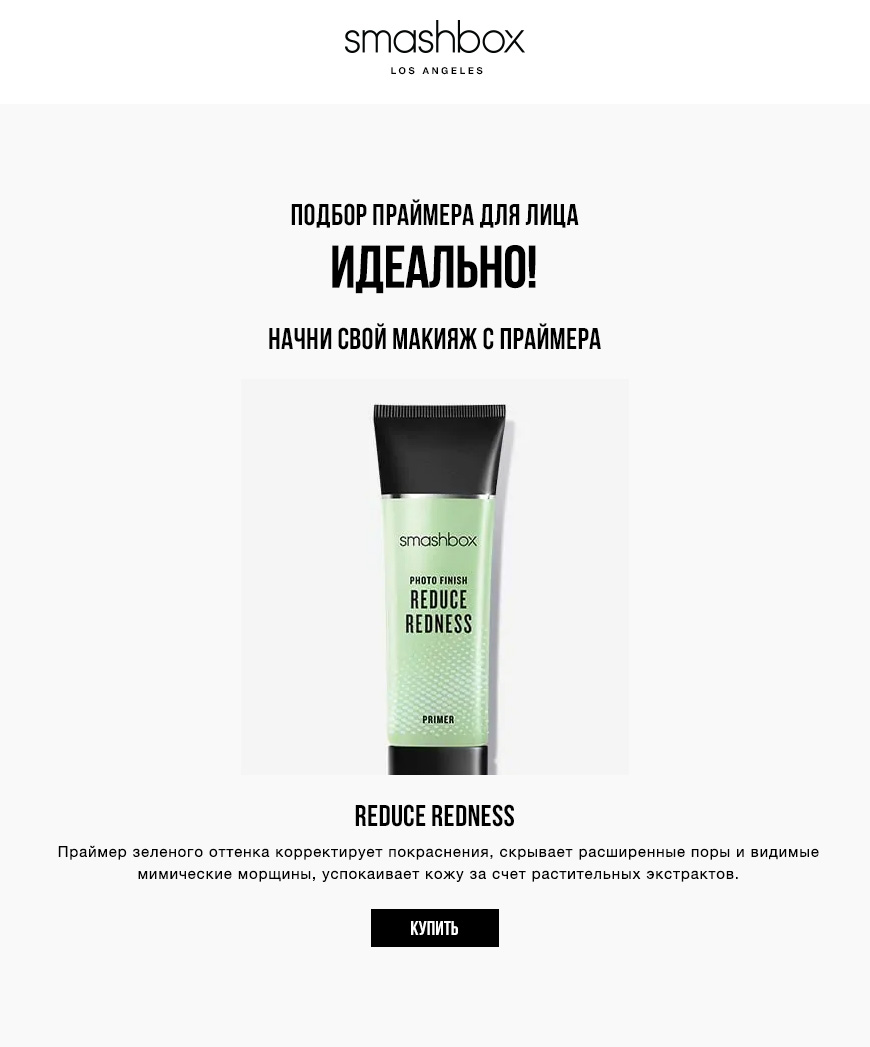 smashbox
LOS ANGELES
ПОДБОР ПРАЙМЕРА ДЛЯ ЛИЦА
ИДЕАЛЬНО!
НАЧНИ СВОЙ МАКИЯЖ С ПРАЙМЕРА
smashbox
PHOTO FINISH
REDUCE
REDNESS
PRIMER
REDUCE REDNESS
Праймер зеленого оттенка корректирует покраснения, скрывает расширенные поры и видимые
мимические морщины, успокаивает кожу за счет растительных экстрактов.
КУПИТЬ